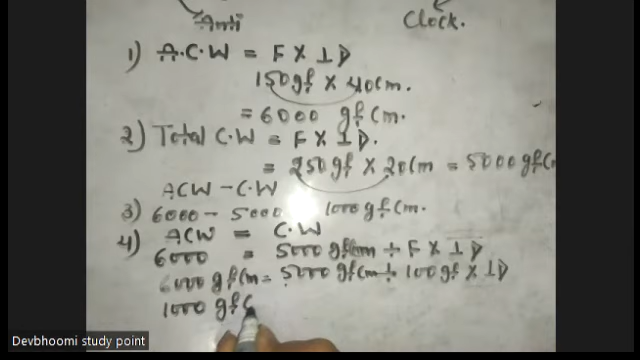 Anti Clock.
1) A.C.W = F X ⊥ D
150gf X 40Cm.
= 6000 gf Cm.
2) Total C.W = F X ⊥ D.
= 250gf X 20Cm = 5000gfCm
ACW - C.W
3) 6000 - 5000 1000 gf Cm.
4) ACW = C.W
6000 = 5000 gfCm + F X ⊥ D
6000 gfCm = 5000 gfCm + 100gf X ⊥ D
1000 gf C
Devbhoomi study point